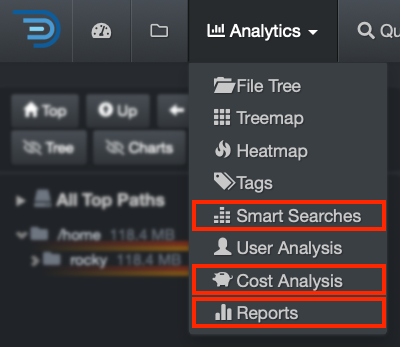 Analytics
Qu
File Tree
Treemap
Heatmap
Tags
Smart Searches
User Analysis
Cost Analysis
Reports
Top
Up
Tree
Charts
All Top Paths
/home 118.4 MB
rocky 118.4 MB